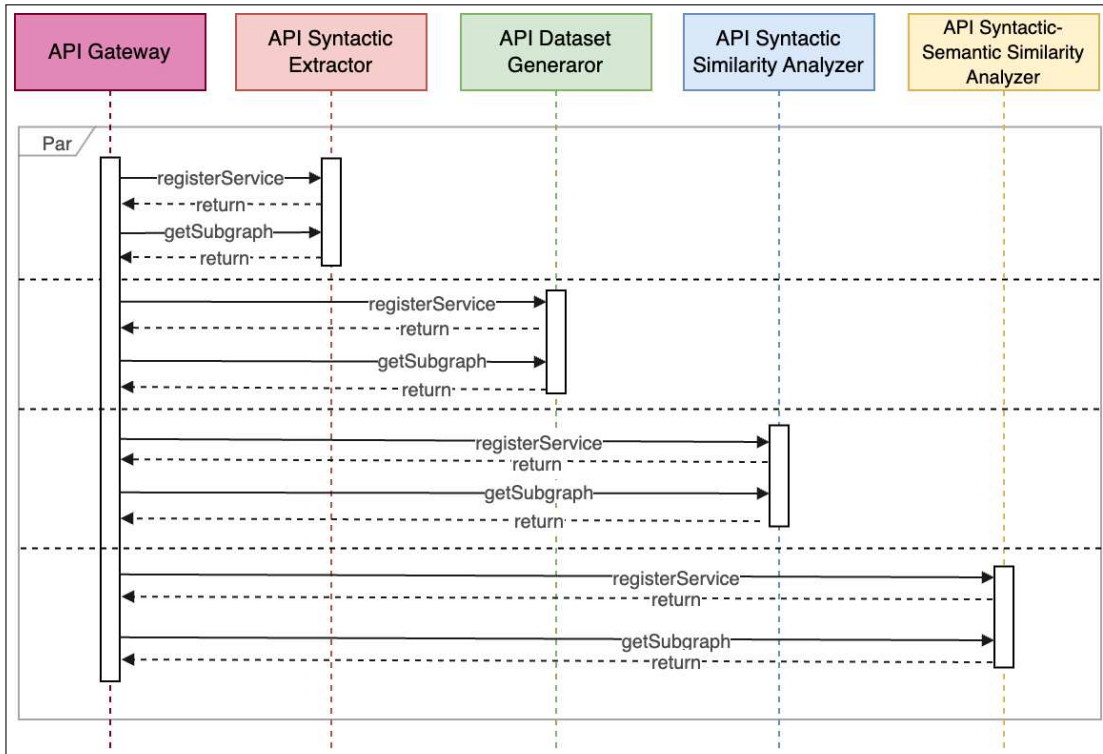 API Gateway
API Syntactic
Extractor
API Dataset
Generaror
API Syntactic
Similarity Analyzer
API Syntactic-
Semantic Similarity
Analyzer
Par
registerService
return
getSubgraph
return
registerService
return
getSubgraph
return
registerService
return
getSubgraph
return
registerService
return
getSubgraph
return